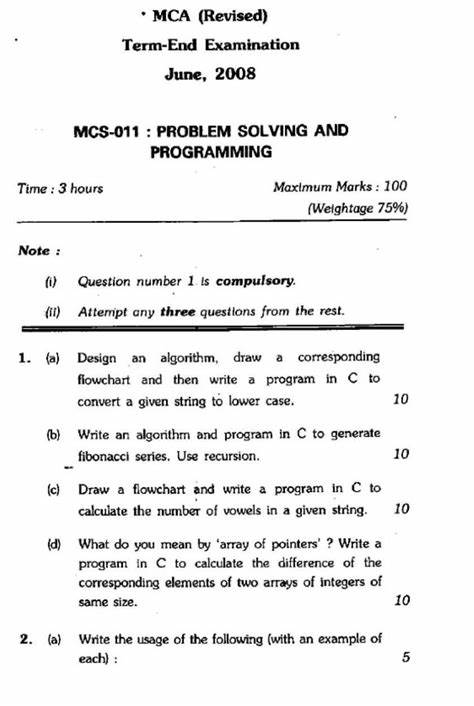 MCA (Revised)
Term-End Examination
June, 2008
MCS-011 : PROBLEM SOLVING AND
PROGRAMMING
Time : 3 hours Maximum Marks : 100
(Weightage 75%)
Note :
(i) Question number 1 is compulsory.
(ii) Attempt any three questions from the rest.
1. (a) Design an algorithm, draw a corresponding
flowchart and then write a program in C to
convert a given string to lower case. 10
(b) Write an algorithm and program in C to generate
fibonacci series. Use recursion. 10
(c) Draw a flowchart and write a program in C to
calculate the number of vowels in a given string. 10
(d) What do you mean by 'array of pointers' ? Write a
program in C to calculate the difference of the
corresponding elements of two arrays of integers of
same size. 10
2. (a) Write the usage of the following (with an example of
each) : 5